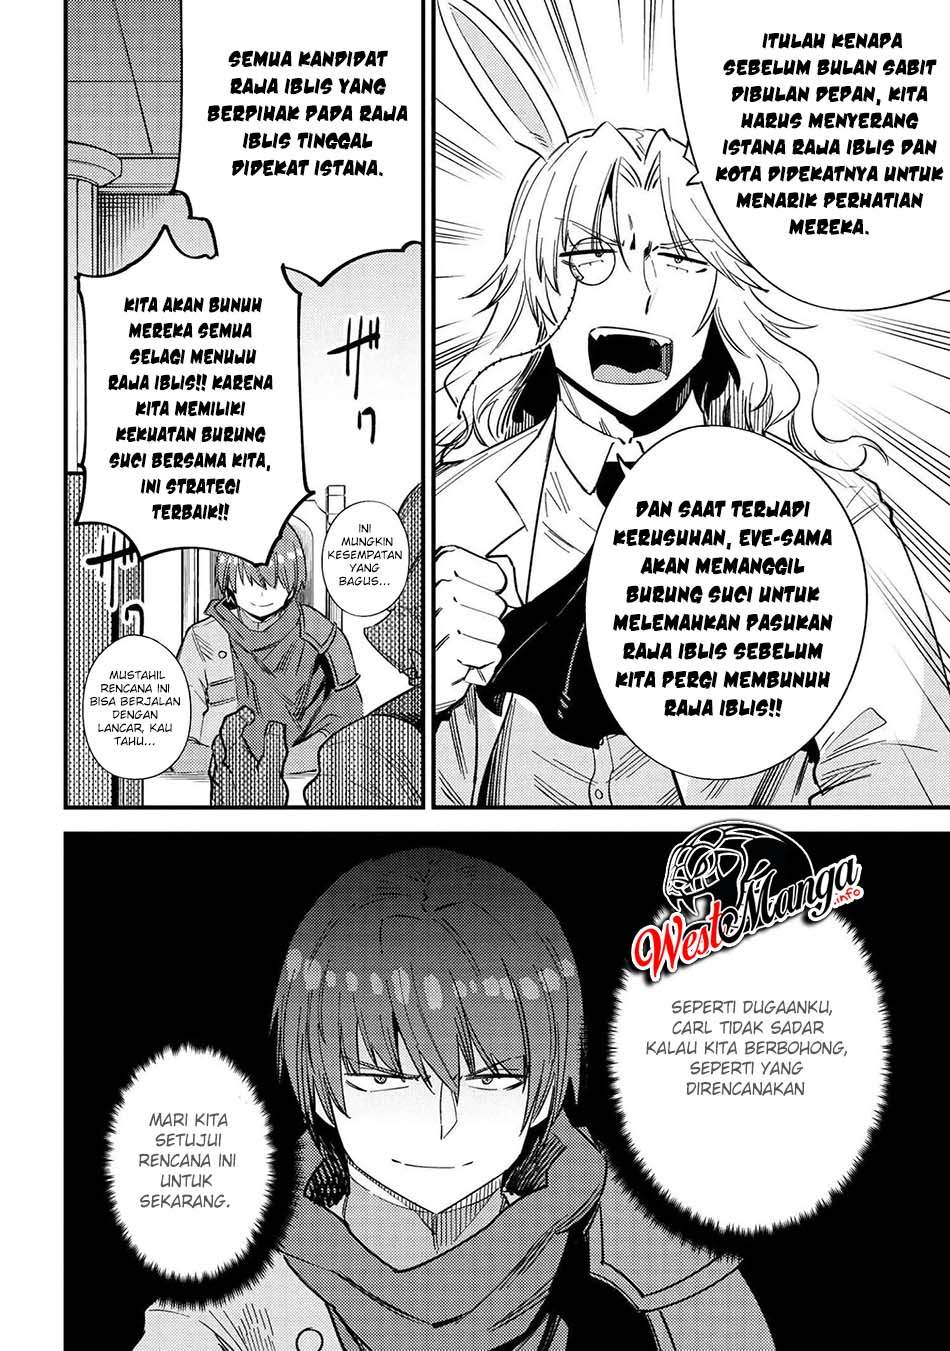 ITULAH KENAPA
SEBELUM BULAN SABIT
DIBULAN DEPAN, KITA
HARUS MENYERANG
ISTANA RAJA IBLIS DAN
KOTA DIDEKATNYA UNTUK
MENARIK PERHATIAN
MEREKA.
DAN SAAT TERJADI
KERUSUHAN, EVE-SAMA
AKAN MEMANGGIL
BURUNG SUCI UNTUK
MELEMAHKAN PASUKAN
RAJA IBLIS SEBELUM
KITA PERGI MEMBUNUH
RAJA IBLIS!!
SEMUA KANDIDAT
RAJA IBLIS YANG
BERPIHAK PADA RAJA
IBLIS TINGGAL
DIDEKAT ISTANA.
KITA AKAN BUNUH
MEREKA SEMUA
SELAGI MENUJU
RAJA IBLIS!! KARENA
KITA MEMILIKI
KEKUATAN BURUNG
SUCI BERSAMA KITA,
INI STRATEGI
TERBAIK!!
INI
MUNGKIN
KESEMPATAN
YANG
BAGUS...
MUSTAHIL
RENCANA INI
BISA BERJALAN
DENGAN
LANCAR, KAU
TAHU...
WestManga
.info
SEPERTI DUGAANKU,
CARL TIDAK SADAR
KALAU KITA BERBOHONG,
SEPERTI YANG
DIRENCANAKAN
MARI KITA
SETUJUI
RENCANA INI
UNTUK
SEKARANG.